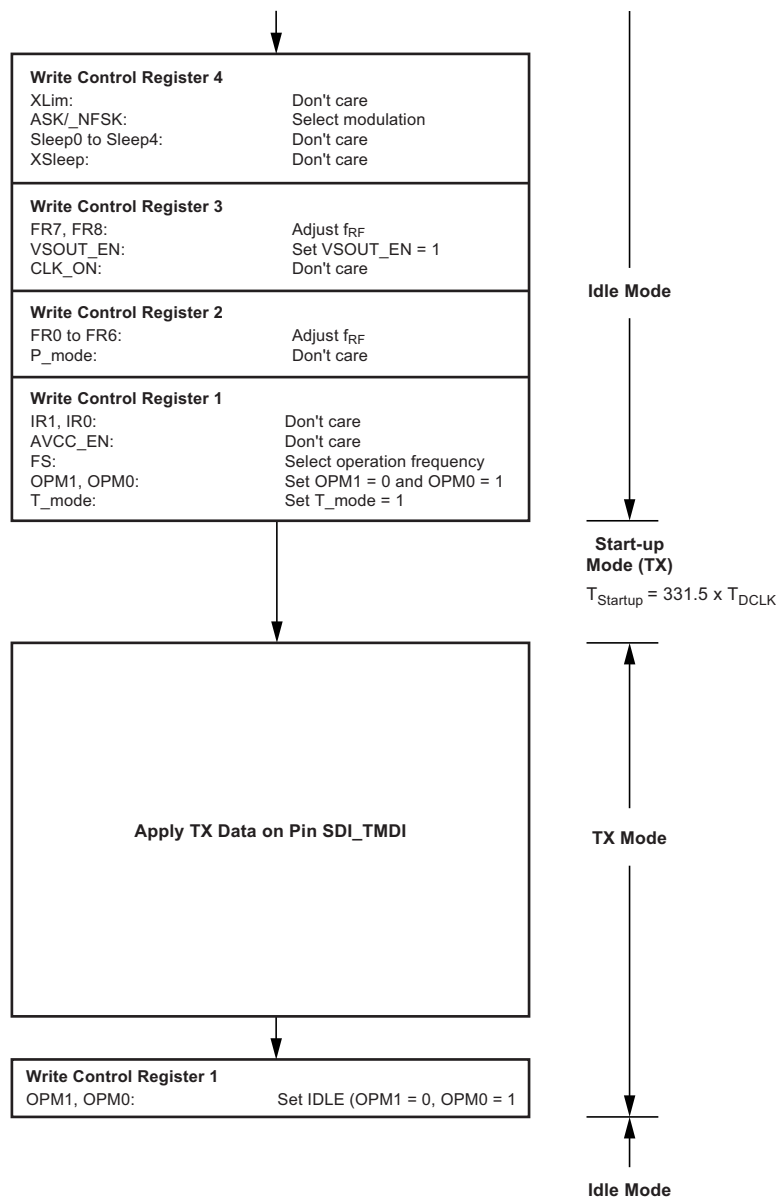 Write Control Register 4
XLim: Don't care
ASK/_NFSK: Select modulation
Sleep0 to Sleep4: Don't care
XSleep: Don't care
Write Control Register 3
FR7, FR8: Adjust fRF
VSOUT_EN: Set VSOUT_EN = 1
CLK_ON: Don't care
Idle Mode
Write Control Register 2
FR0 to FR6: Adjust fRF
P_mode: Don't care
Write Control Register 1
IR1, IR0: Don't care
AVCC_EN: Don't care
FS: Select operation frequency
OPM1, OPM0: Set OPM1 = 0 and OPM0 = 1
T_mode: Set T_mode = 1
Start-up
Mode (TX)
TStartup = 331.5 x TDCLK
Apply TX Data on Pin SDI_TMDI
TX Mode
Write Control Register 1
OPM1, OPM0: Set IDLE (OPM1 = 0, OPM0 = 1
Idle Mode